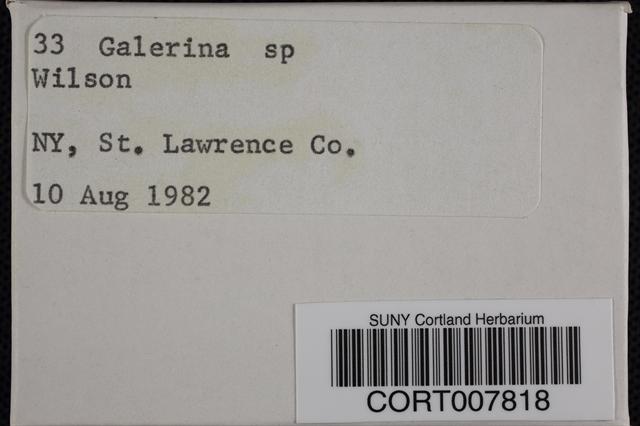 33 Galerina sp
Wilson
NY, St. Lawrence Co.
10 Aug 1982
SUNY Cortland Herbarium
CORT007818